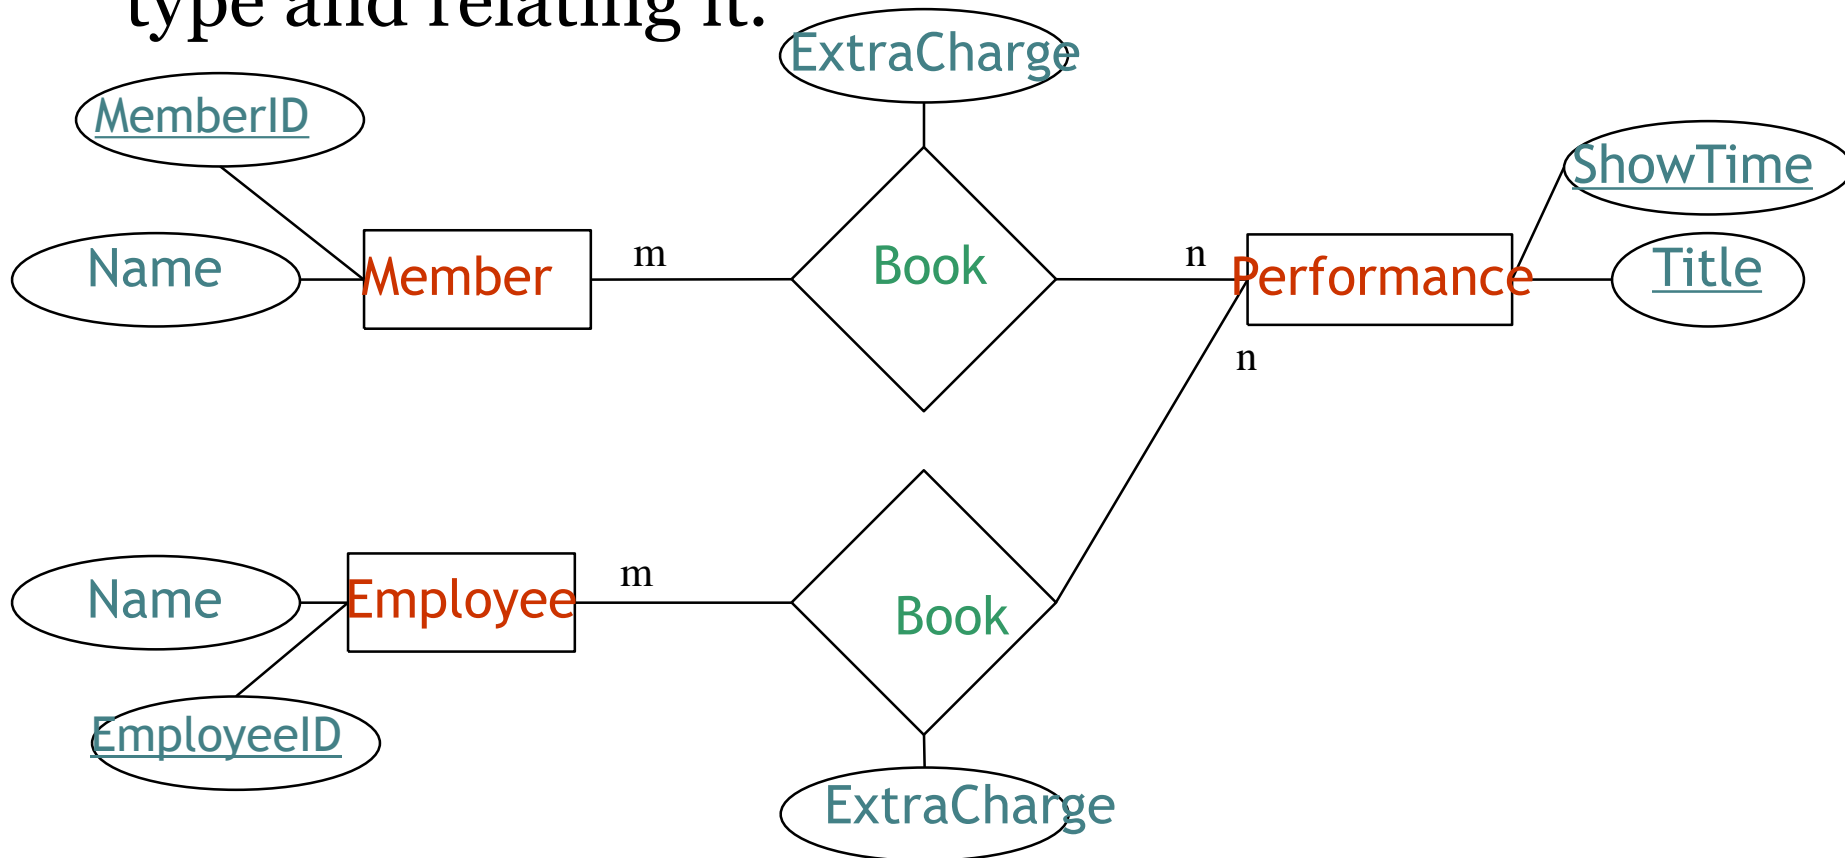 type and relating it.
ExtraCharge
MemberID
ShowTime
Name
Member
m
Book
n
Performance
Title
n
Name
Employee
m
Book
EmployeeID
ExtraCharge